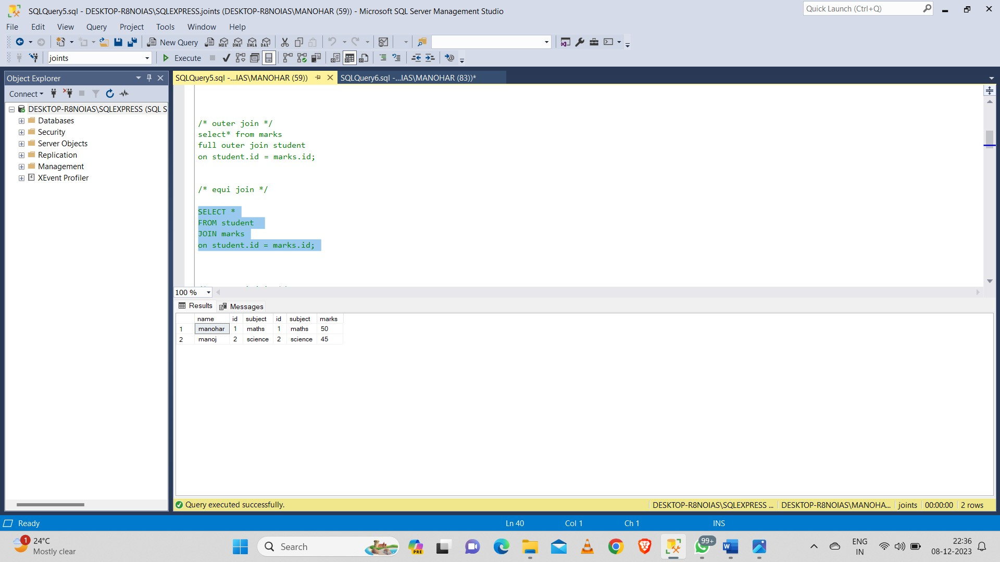 SQLQuery5.sql - DESKTOP-R8NOIAS\SQLEXPRESS.joints (DESKTOP-R8NOIAS\MANOHAR (59)) - Microsoft SQL Server Management Studio
Quick Launch (Ctrl+Q)
File Edit View Query Project Tools Window Help
New Query MDX DMX XMLA DAX
joints Execute
Object Explorer
Connect
DESKTOP-R8NOIAS\SQLEXPRESS (SQL S
Databases
Security
Server Objects
Replication
Management
XEvent Profiler
SQLQuery5.sql -...IAS\MANOHAR (59)) SQLQuery6.sql -...IAS\MANOHAR (83))*
/* outer join */
select* from marks
full outer join student
on student.id = marks.id;
/* equi join */
SELECT *
FROM student
JOIN marks
on student.id = marks.id;
100 %
Results Messages
name id subject id subject marks
1 manohar 1 maths 1 maths 50
2 manoj 2 science 2 science 45
Query executed successfully. DESKTOP-R8NOIAS\SQLEXPRESS ... DESKTOP-R8NOIAS\MANOHA... joints 00:00:00 2 rows
Ready Ln 40 Col 1 Ch 1 INS
1 24°C
Mostly clear
Search
PRE
99+
ENG
IN
22:36
08-12-2023